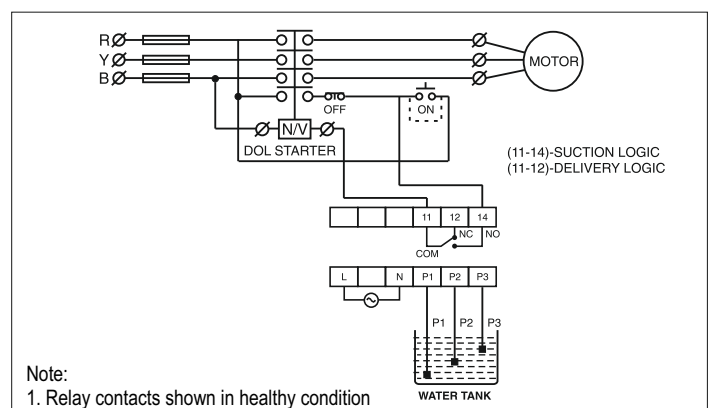 R
Y
B
MOTOR
OFF
ON
N/V
DOL STARTER
(11-14)-SUCTION LOGIC
(11-12)-DELIVERY LOGIC
11 12 14
NC NO
COM
L N P1 P2 P3
P1 P2 P3
WATER TANK
Note:
1. Relay contacts shown in healthy condition